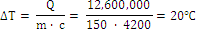 ΔT = Q / (m · c) = 12,600,000 / (150 · 4200) = 20°C